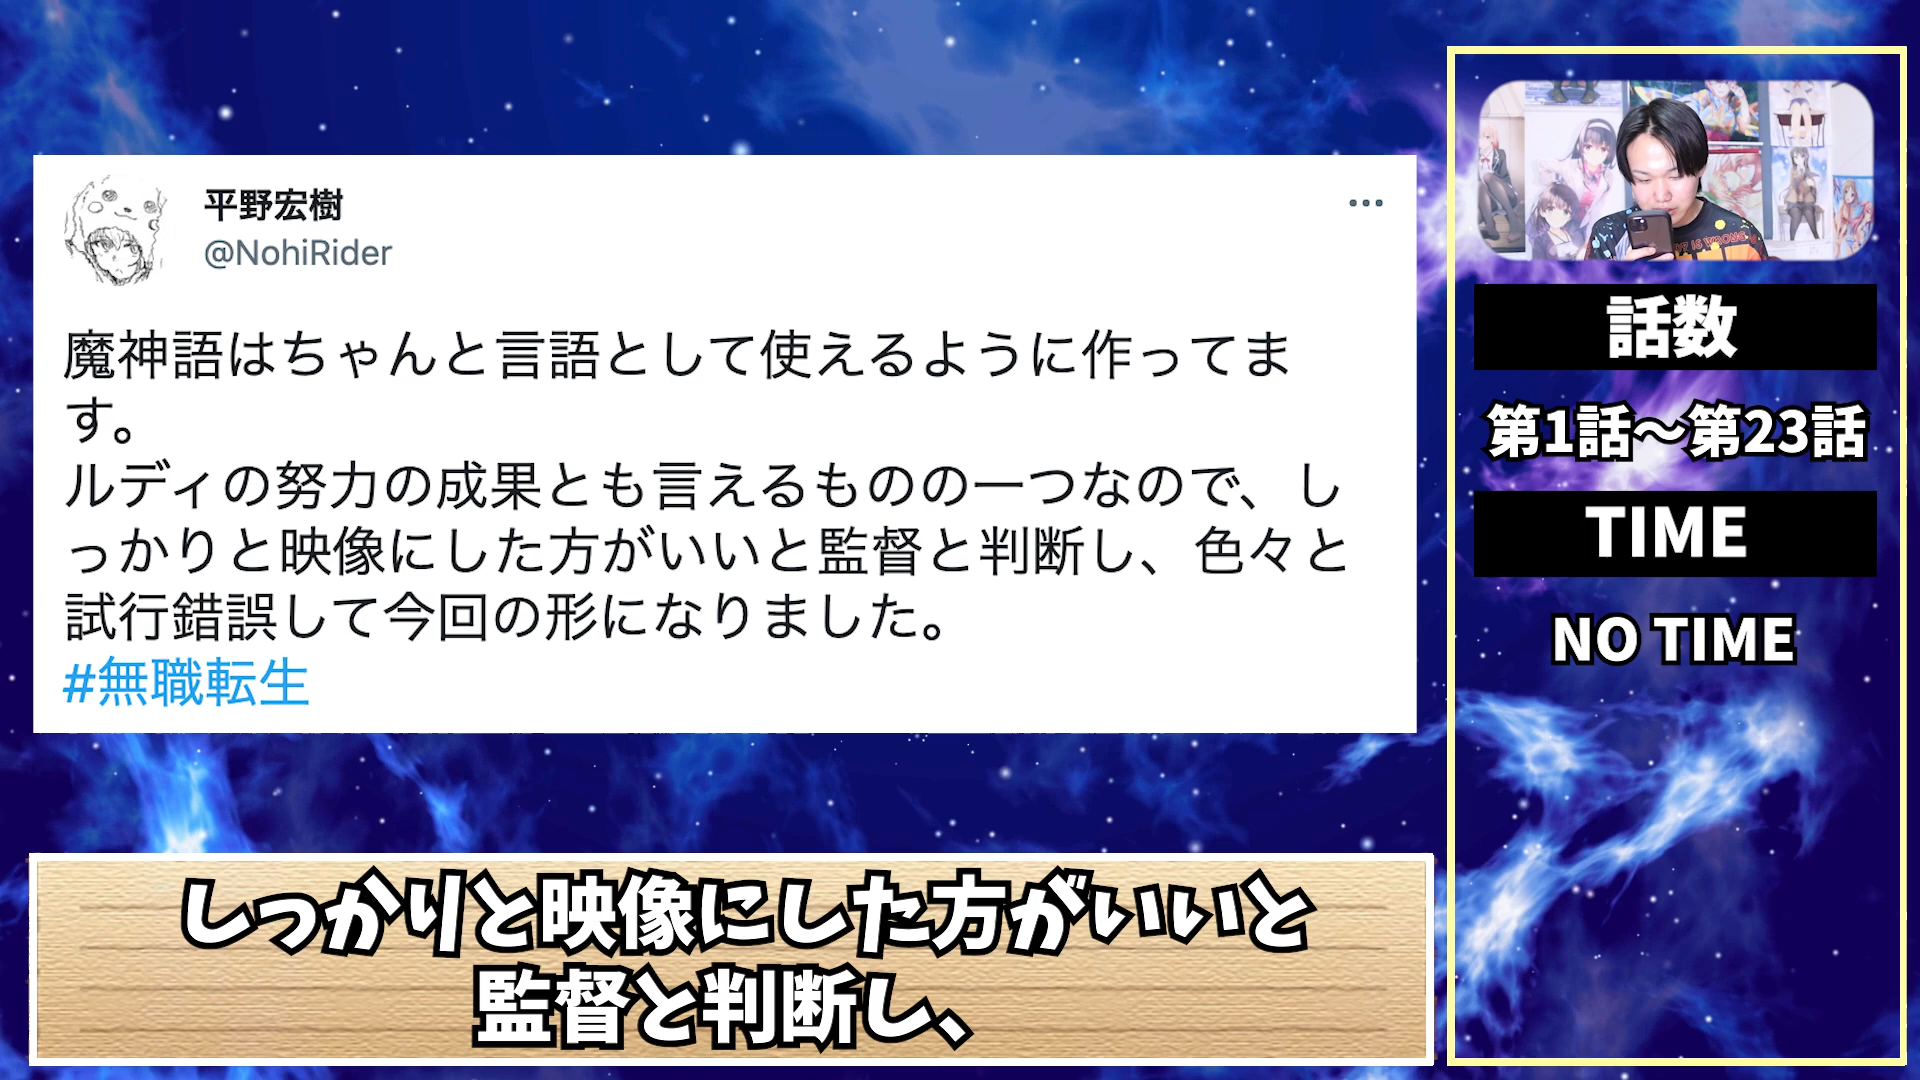 平野宏樹
@NohiRider
魔神語はちゃんと言語として使えるように作ってま
す。
ルディの努力の成果とも言えるものの一つなので、し
っかりと映像にした方がいいと監督と判断し、色々と
試行錯誤して今回の形になりました。
#無職転生
しっかりと映像にした方がいいと
監督と判断し、
話数
第1話～第23話
TIME
NO TIME